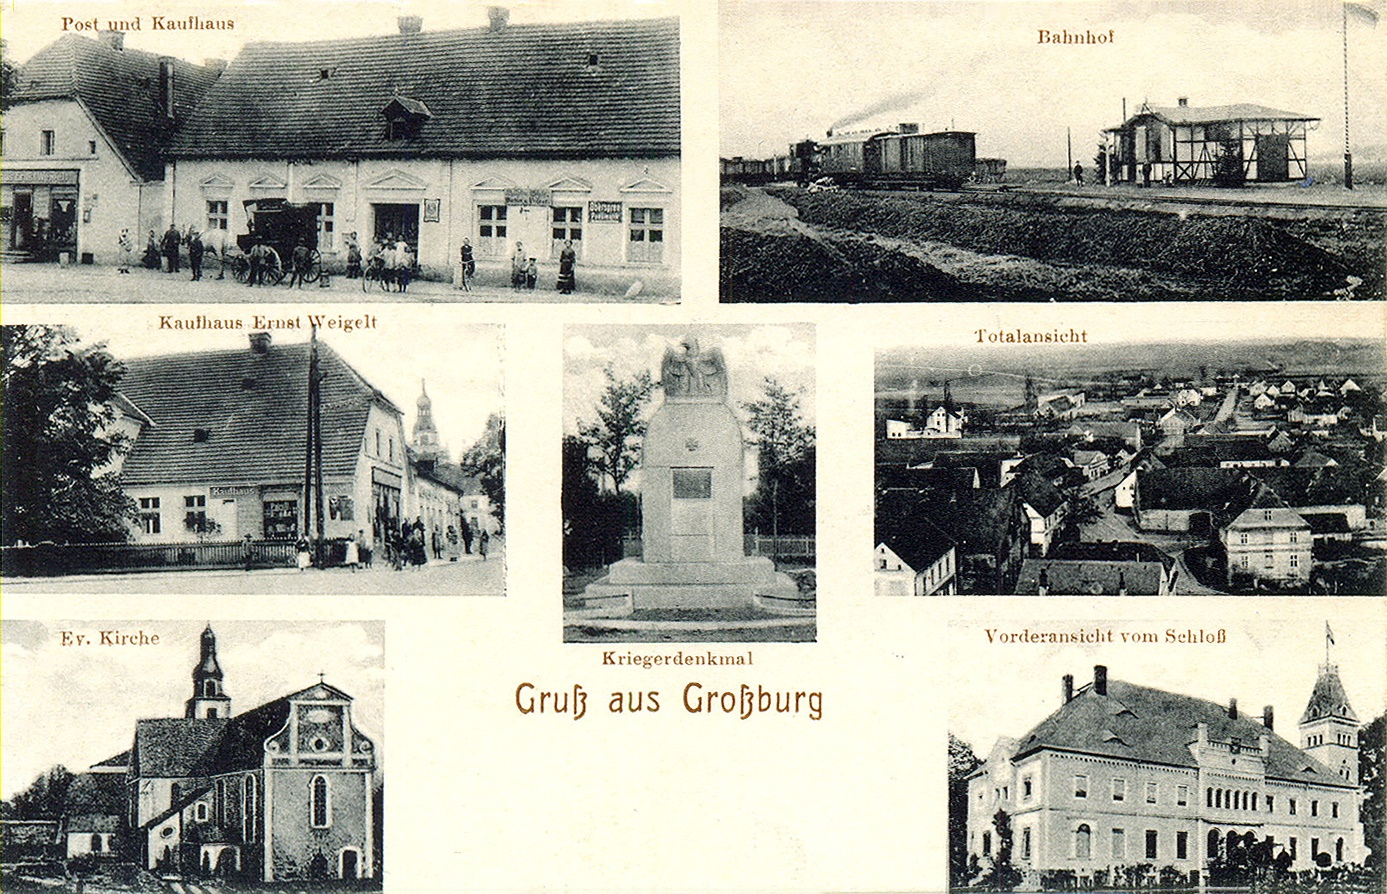 Post und Kaufhaus
Bahnhof
Kaufhaus Ernst Weigelt
Kaufhaus
Totalansicht
Ev. Kirche
Kriegerdenkmal
Vorderansicht vom Schloß
Gruß aus Großburg